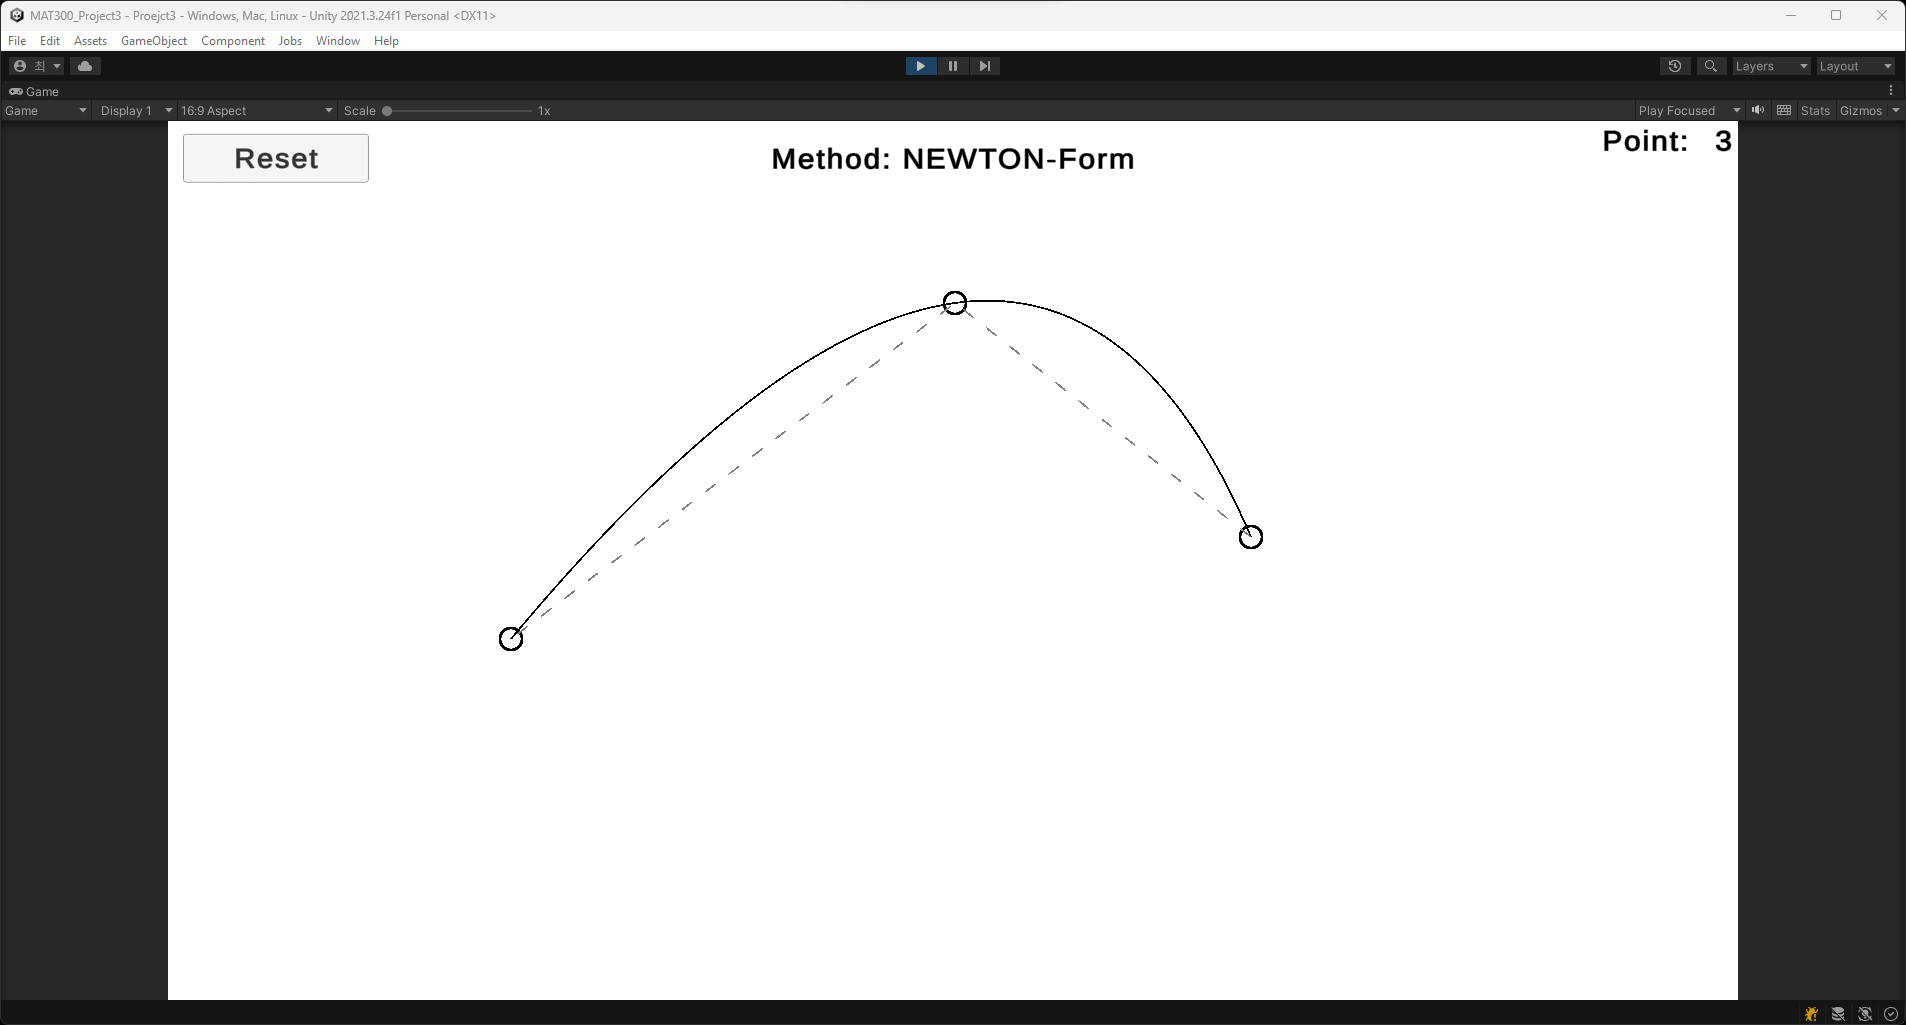 MAT300_Project3 - Proejct3 - Windows, Mac, Linux - Unity 2021.3.24f1 Personal <DX11>
File Edit Assets GameObject Component Jobs Window Help
최 Layers Layout
Game
Game Display 1 16:9 Aspect Scale 1x Play Focused Stats Gizmos
Reset Method: NEWTON-Form Point: 3